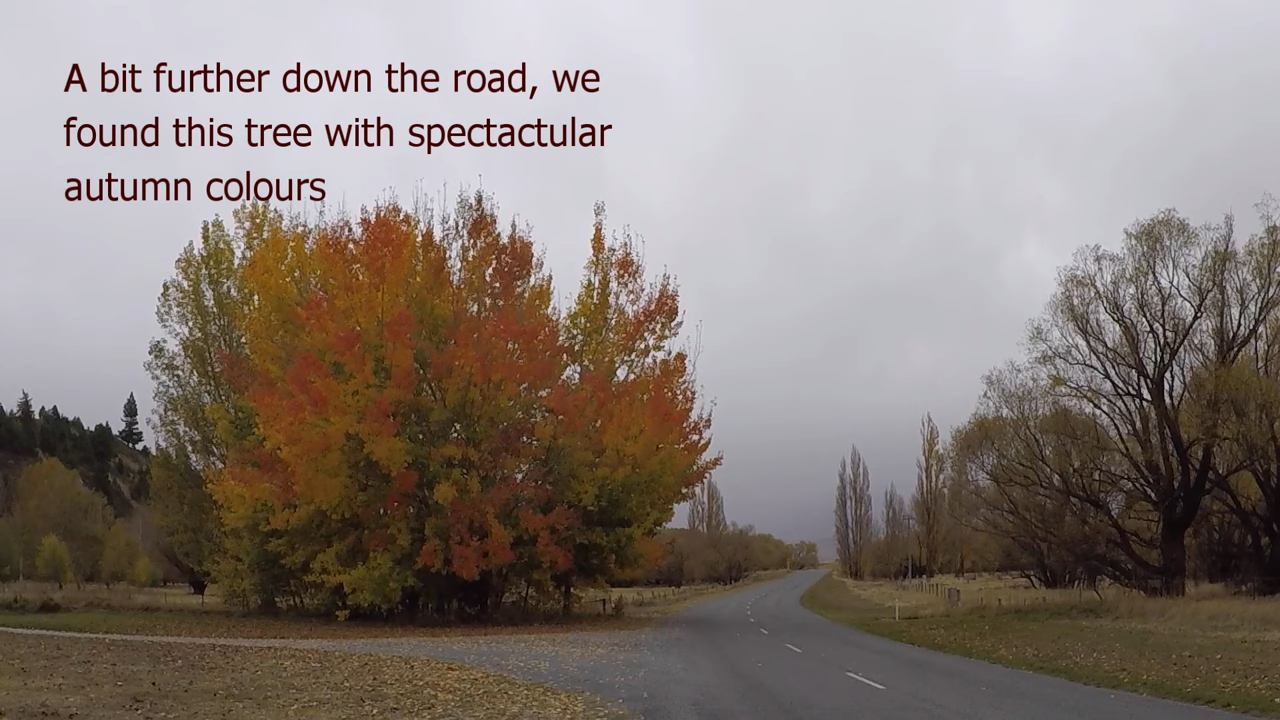 A bit further down the road, we
found this tree with spectactular
autumn colours